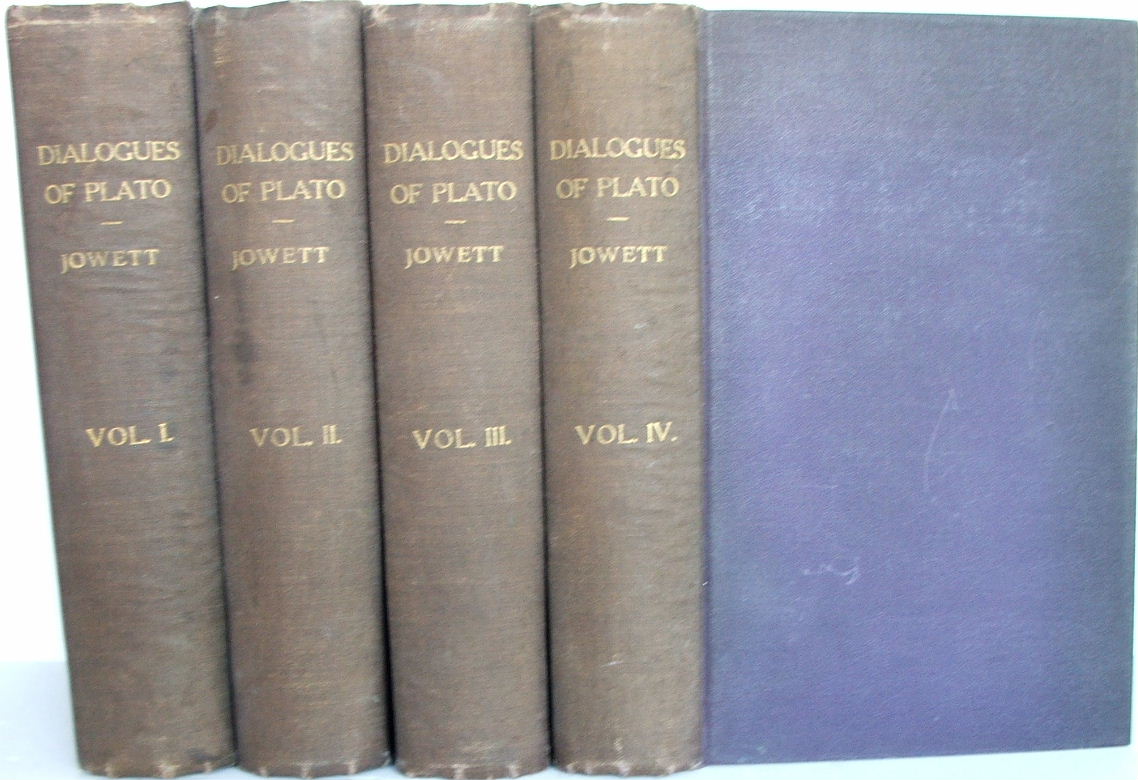 DIALOGUES
OF PLATO
JOWETT
VOL. I.
DIALOGUES
OF PLATO
JOWETT
VOL. II.
DIALOGUES
OF PLATO
JOWETT
VOL. III.
DIALOGUES
OF PLATO
JOWETT
VOL. IV.